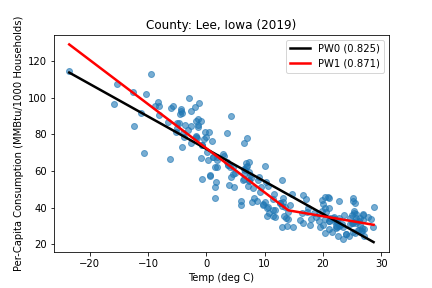 County: Lee, Iowa (2019)
Per-Capita Consumption (MMBtu/1000 Households)
120
100
80
60
40
20
PW0 (0.825)
PW1 (0.871)
−20
−10
0
10
20
30
Temp (deg C)